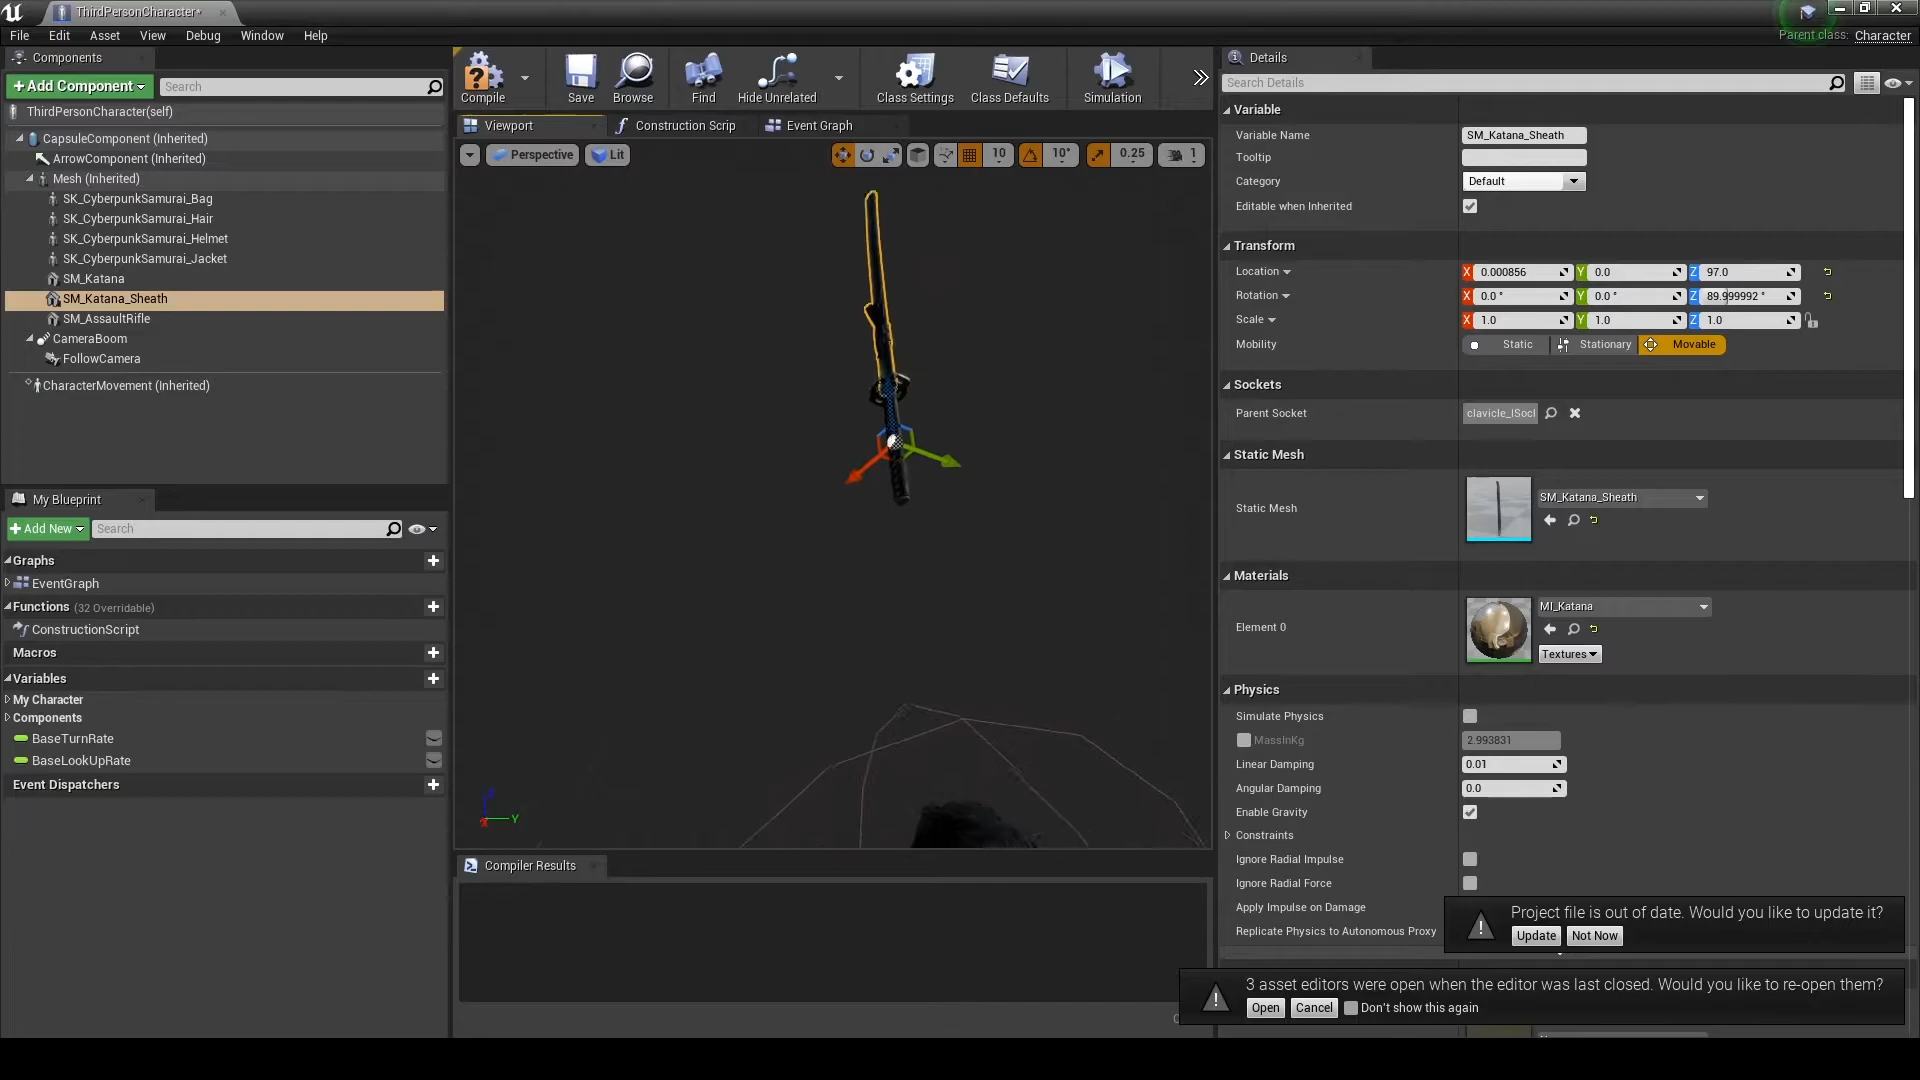 ThirdPersonCharacter*
File Edit Asset View Debug Window Help
Parent class: Character
Components
+Add Component
Search
ThirdPersonCharacter(self)
CapsuleComponent (Inherited)
ArrowComponent (Inherited)
Mesh (Inherited)
SK_CyberpunkSamurai_Bag
SK_CyberpunkSamurai_Hair
SK_CyberpunkSamurai_Helmet
SK_CyberpunkSamurai_Jacket
SM_Katana
SM_Katana_Sheath
SM_AssaultRifle
CameraBoom
FollowCamera
CharacterMovement (Inherited)
My Blueprint
+Add New
Search
Graphs
EventGraph
Functions (32 Overridable)
ConstructionScript
Macros
Variables
My Character
Components
BaseTurnRate
BaseLookUpRate
Event Dispatchers
Compile Save Browse Find Hide Unrelated Class Settings Class Defaults Simulation
Viewport Construction Scrip Event Graph
Perspective Lit 10 10° 0.25 1
X Y
Compiler Results
Details
Search Details
Variable
Variable Name SM_Katana_Sheath
Tooltip
Category Default
Editable when Inherited
Transform
Location X 0.000856 Y 0.0 Z 97.0
Rotation X 0.0 ° Y 0.0 ° Z 89.999992 °
Scale X 1.0 Y 1.0 Z 1.0
Mobility Static Stationary Movable
Sockets
Parent Socket clavicle_lSocl
Static Mesh
Static Mesh SM_Katana_Sheath
Materials
Element 0 MI_Katana
Textures
Physics
Simulate Physics
MassInKg 2.993831
Linear Damping 0.01
Angular Damping 0.0
Enable Gravity
Constraints
Ignore Radial Impulse
Ignore Radial Force
Apply Impulse on Damage
Replicate Physics to Autonomous Proxy
Project file is out of date. Would you like to update it?
Update Not Now
3 asset editors were open when the editor was last closed. Would you like to re-open them?
Open Cancel Don't show this again